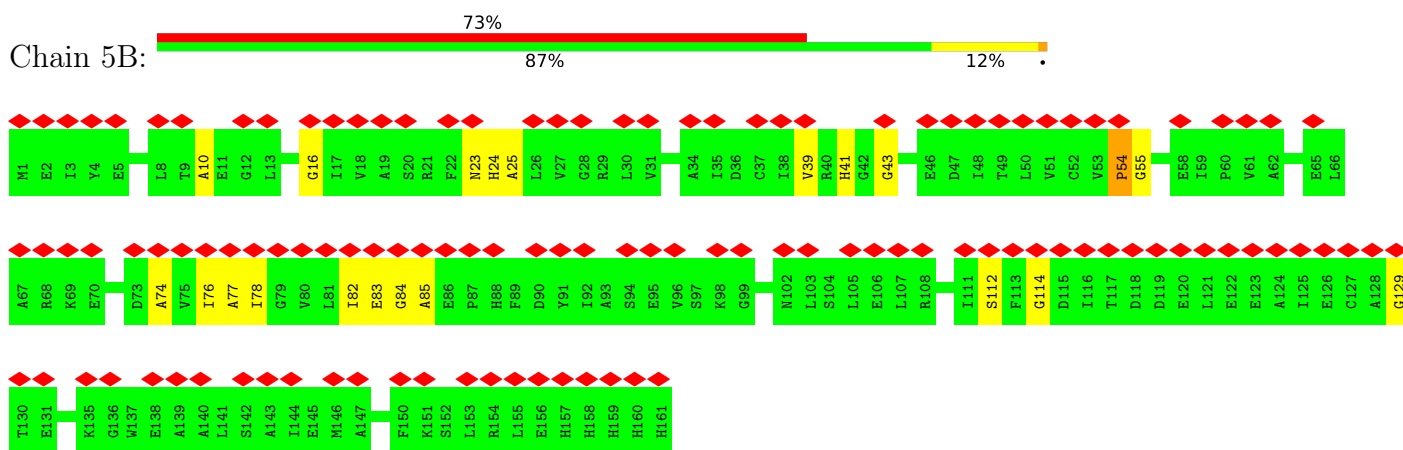 73%
Chain 5B:
87% 12% •
M1 E2 I3 Y4 E5 L8 T9 A10 E11 G12 L13 G16 I17 V18 A19 S20 R21 F22 N23 H24 A25 L26 V27 G28 R29 L30 V31 A34 I35 D36 C37 I38 V39 R40 H41 G42 G43 E46 D47 I48 T49 L50 V51 C52 V53 P54 G55 E58 I59 P60 V61 A62 E65 L66
A67 R68 K69 E70 D73 A74 V75 I76 A77 I78 G79 V80 L81 I82 E83 G84 A85 E86 P87 H88 F89 D90 Y91 I92 A93 S94 E95 V96 S97 K98 G99 N102 L103 S104 L105 E106 L107 R108 I111 S112 F113 G114 D115 I116 T117 D118 D119 E120 L121 E122 E123 A124 I125 E126 C127 A128 G129
T130 E131 K135 G136 W137 E138 A139 A140 L141 S142 A143 I144 E145 M146 A147 F150 K151 S152 L153 R154 L155 E156 H157 H158 H159 H160 H161